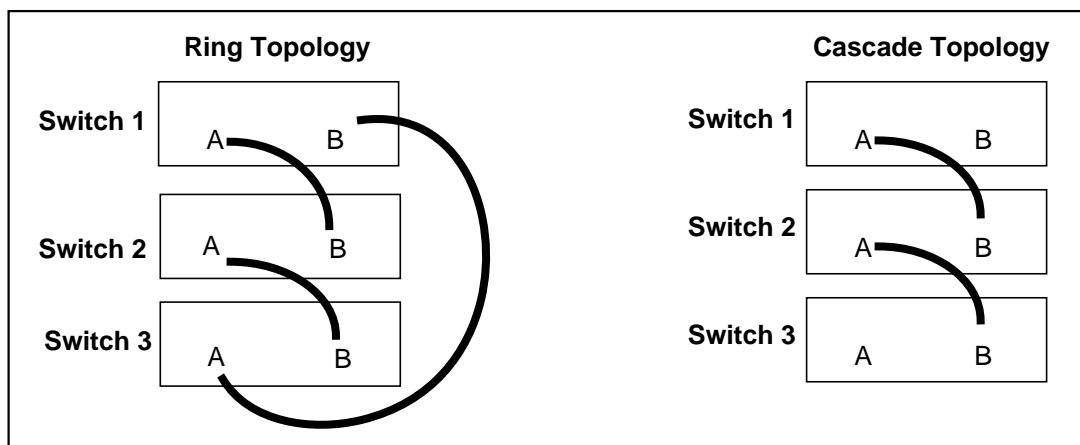 Ring Topology
Switch 1
A B
Switch 2
A B
Switch 3
A B
Cascade Topology
Switch 1
A B
Switch 2
A B
Switch 3
A B